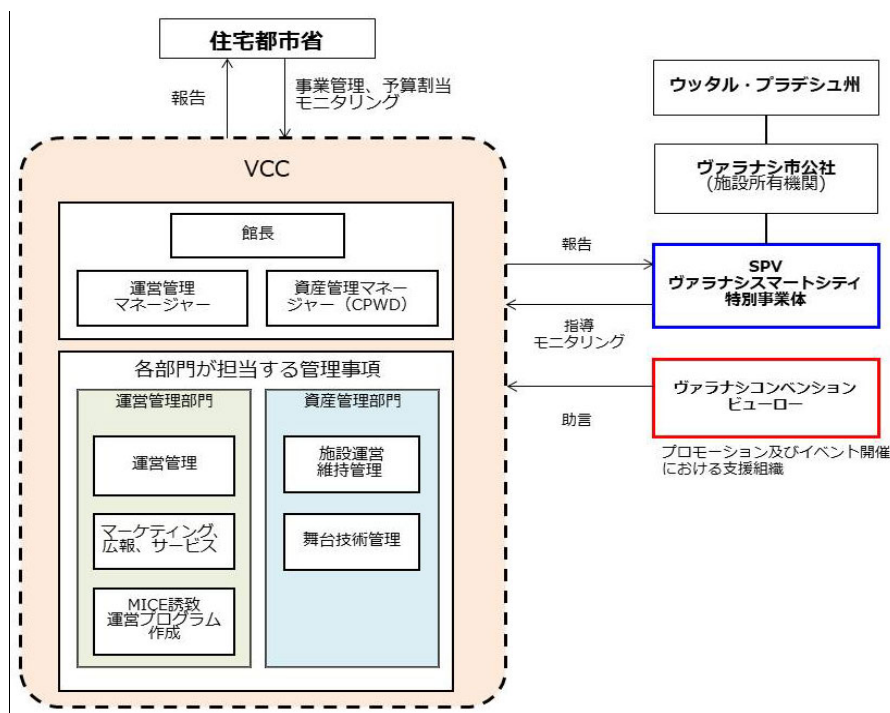 住宅都市省
報告
事業管理、予算割当
モニタリング
ウッタル・プラデシュ州
ヴァラナシ市公社
(施設所有機関)
VCC
館長
運営管理
マネージャー
資産管理マネー
ジャー（CPWD）
報告
指導
モニタリング
SPV
ヴァラナシスマートシティ
特別事業体
各部門が担当する管理事項
運営管理部門
運営管理
マーケティング、
広報、サービス
MICE誘致
運営プログラム
作成
資産管理部門
施設運営
維持管理
舞台技術管理
助言
ヴァラナシコンベンション
ビューロー
プロモーション及びイベント開催
における支援組織